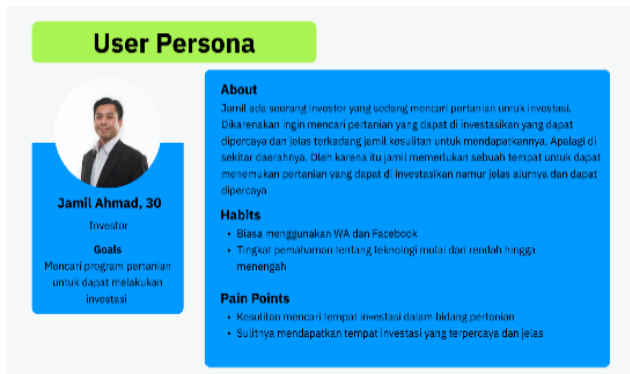 User Persona
Jamil Ahmad, 30
Investor
Goals
Mencari program pertanian
untuk dapat melakukan
investasi
About
Jamil ada seorang investor yang sedang mencari pertanian untuk investasi.
Dikarenakan ingin mencari pertanian yang dapat di investasikan yang dapat
dipercaya dan jelas terkadang jamil kesulitan untuk mendapatkannya. Apalagi di
sekitar daerahnya. Oleh karena itu jamil memerlukan sebuah tempat untuk dapat
menemukan pertanian yang dapat di investasikan namur jelas alurnya dan dapat
dipercaya
Habits
• Biasa menggunakan WA dan Facebook
• Tingkat pemahaman tentang teknologi mulai dari rendah hingga
menengah
Pain Points
• Kesulitan mencari tempat investasi dalam bidang pertanian
• Sulitnya mendapatkan tempat investasi yang terpercaya dan jelas